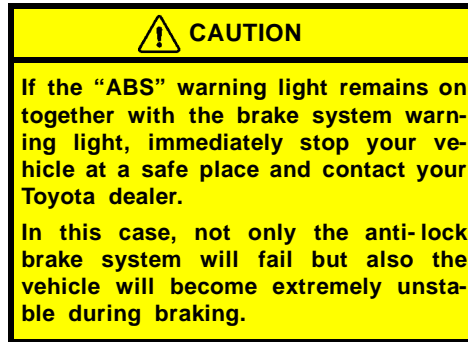 CAUTION
If the “ABS” warning light remains on
together with the brake system warn-
ing light, immediately stop your ve-
hicle at a safe place and contact your
Toyota dealer.
In this case, not only the anti-lock
brake system will fail but also the
vehicle will become extremely unsta-
ble during braking.